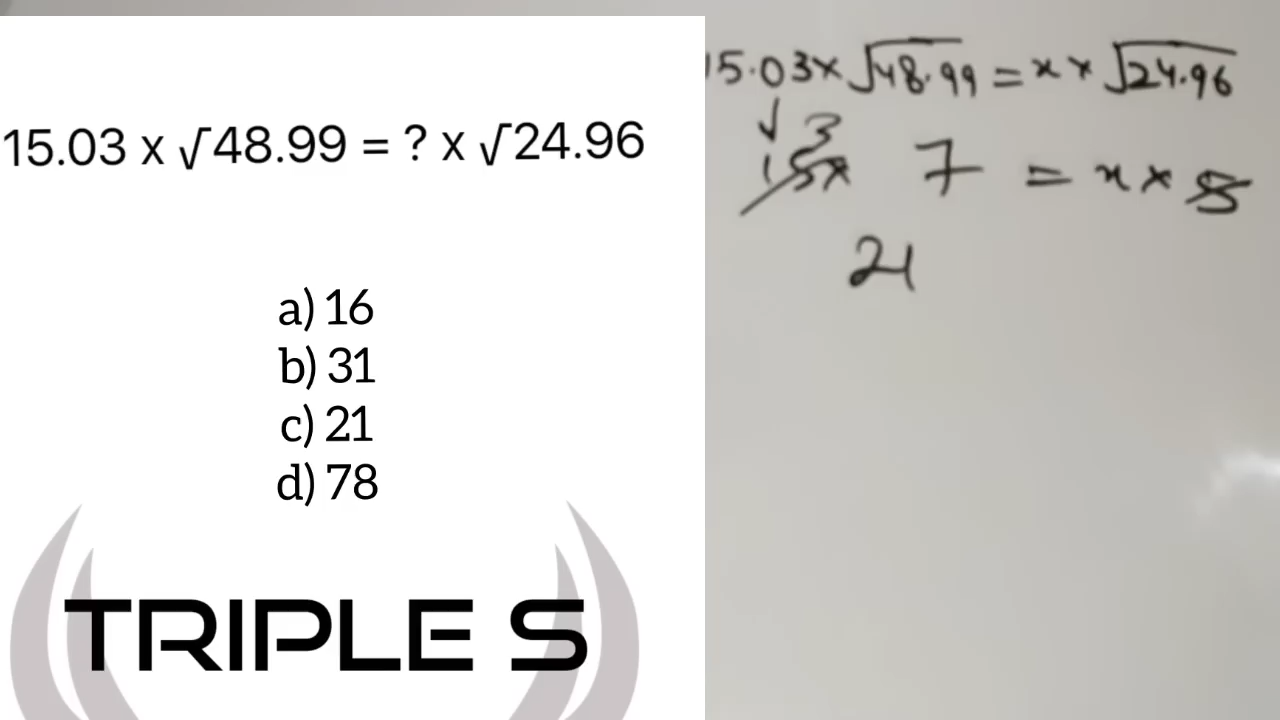 15.03 x √48.99 = ? x √24.96
a) 16
b) 31
c) 21
d) 78
TRIPLE S
15.03 x √48.99 = x x √24.96
3
15 x 7 = x x 5
21